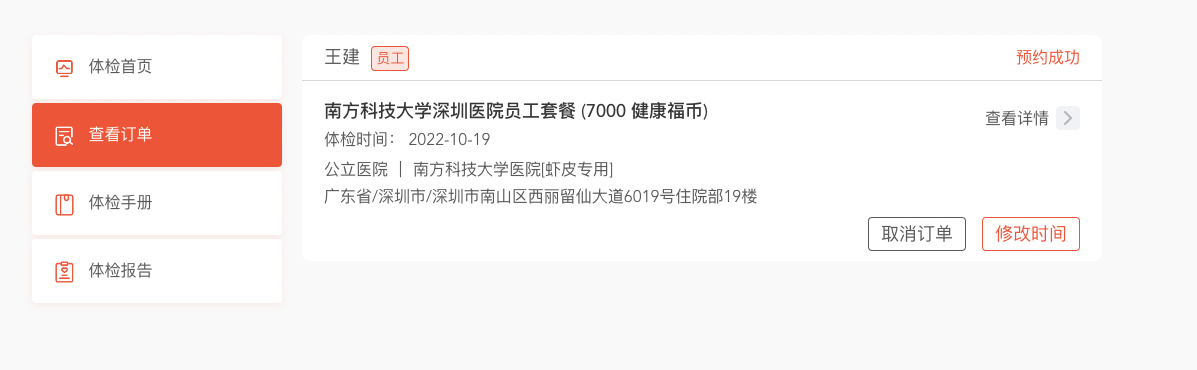 体检首页
查看订单
体检手册
体检报告
王建 员工 预约成功
南方科技大学深圳医院员工套餐 (7000 健康福币)
查看详情
体检时间： 2022-10-19
公立医院 | 南方科技大学医院[虾皮专用]
广东省/深圳市/深圳市南山区西丽留仙大道6019号住院部19楼
取消订单 修改时间